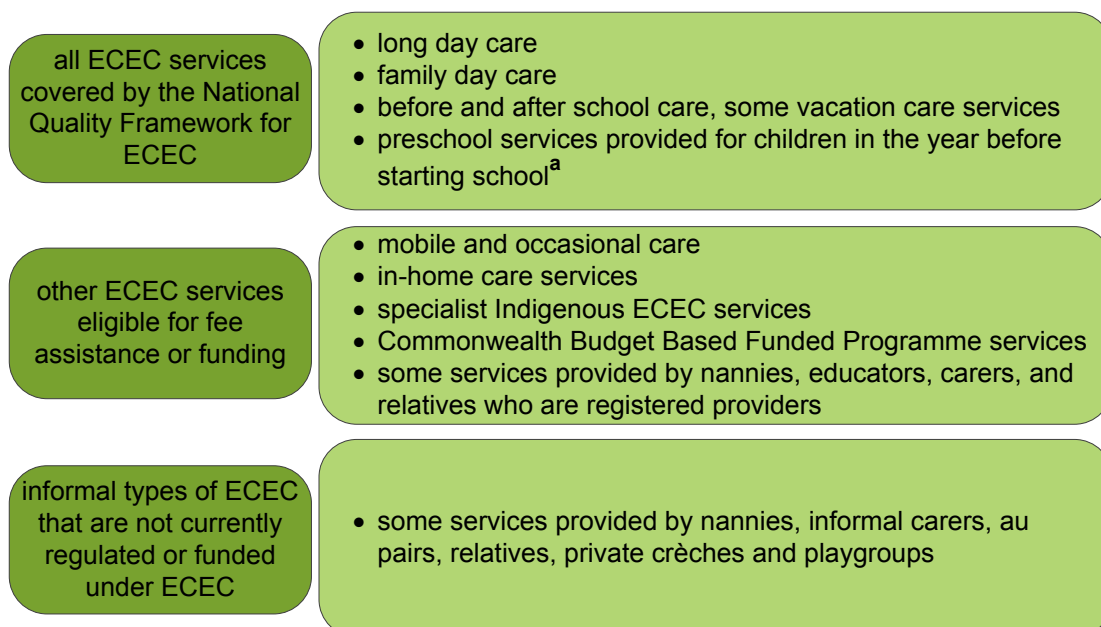 all ECEC services
covered by the National
Quality Framework for
ECEC
• long day care
• family day care
• before and after school care, some vacation care services
• preschool services provided for children in the year before
starting schoolᵃ
other ECEC services
eligible for fee
assistance or funding
• mobile and occasional care
• in-home care services
• specialist Indigenous ECEC services
• Commonwealth Budget Based Funded Programme services
• some services provided by nannies, educators, carers, and
relatives who are registered providers
informal types of ECEC
that are not currently
regulated or funded
under ECEC
• some services provided by nannies, informal carers, au
pairs, relatives, private crèches and playgroups